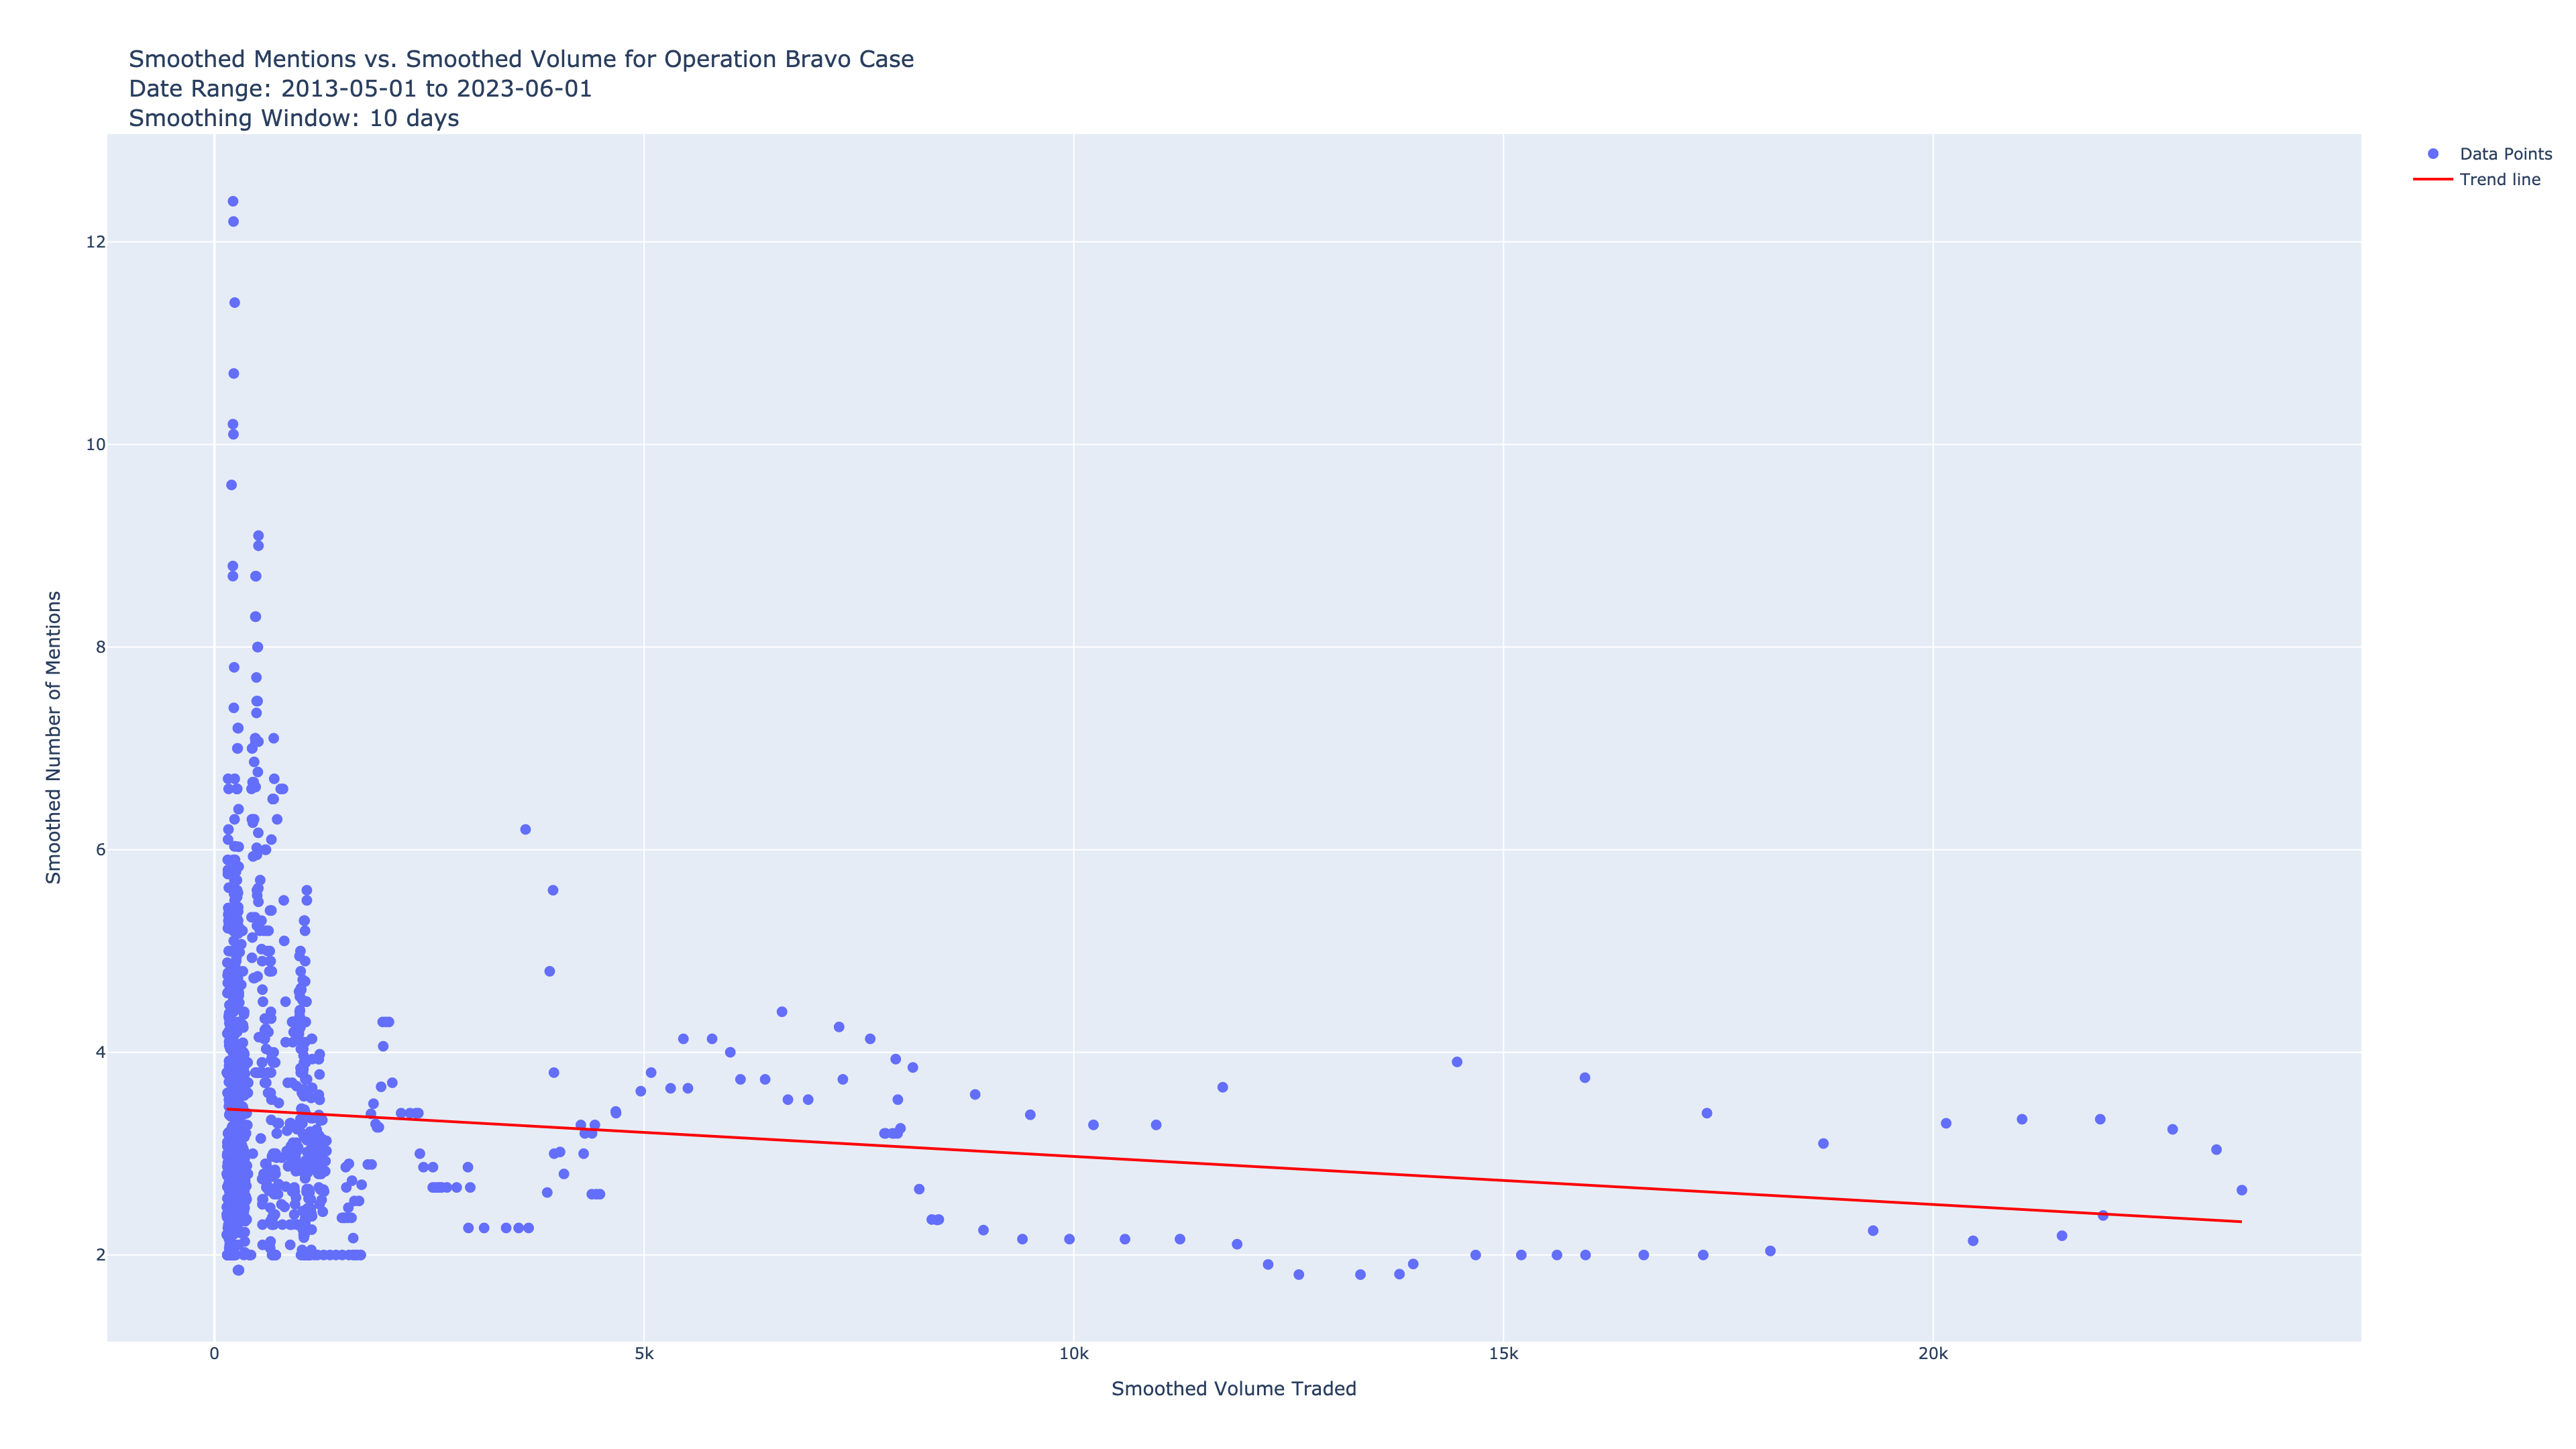 Smoothed Mentions vs. Smoothed Volume for Operation Bravo Case
Date Range: 2013-05-01 to 2023-06-01
Smoothing Window: 10 days
Data Points
Trend line
12
10
8
6
4
2
Smoothed Number of Mentions
0
5k
10k
15k
20k
Smoothed Volume Traded